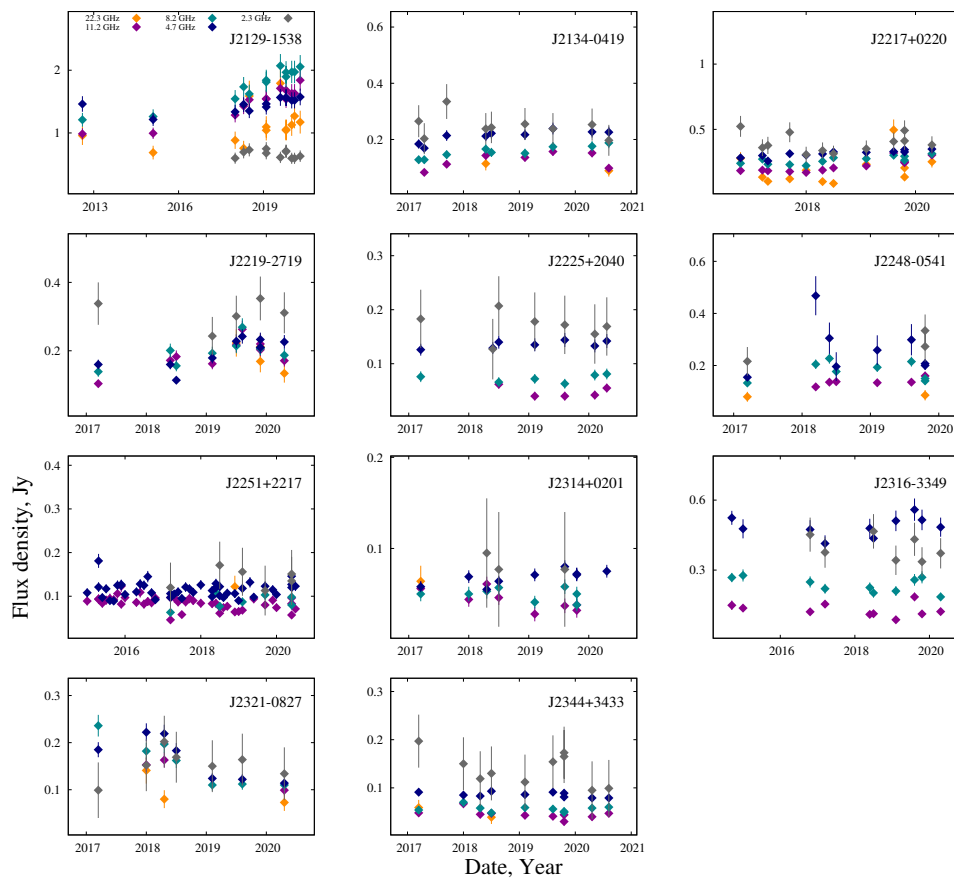 22.3 GHz 8.2 GHz 2.3 GHz
11.2 GHz 4.7 GHz
J2129-1538
2
1
2013 2016 2019
J2134-0419
0.6
0.4
0.2
2017 2018 2019 2020 2021
J2217+0220
1
0.5
2018 2020
J2219-2719
0.4
0.2
2017 2018 2019 2020
J2225+2040
0.3
0.2
0.1
2017 2018 2019 2020
J2248-0541
0.6
0.4
0.2
2017 2018 2019 2020
J2251+2217
0.4
0.3
0.2
0.1
2016 2018 2020
J2314+0201
0.2
0.1
2017 2018 2019 2020
J2316-3349
0.6
0.3
2016 2018 2020
J2321-0827
0.3
0.2
0.1
2017 2018 2019 2020
J2344+3433
0.4
0.3
0.2
0.1
2017 2018 2019 2020 2021
Flux density, Jy
Date, Year